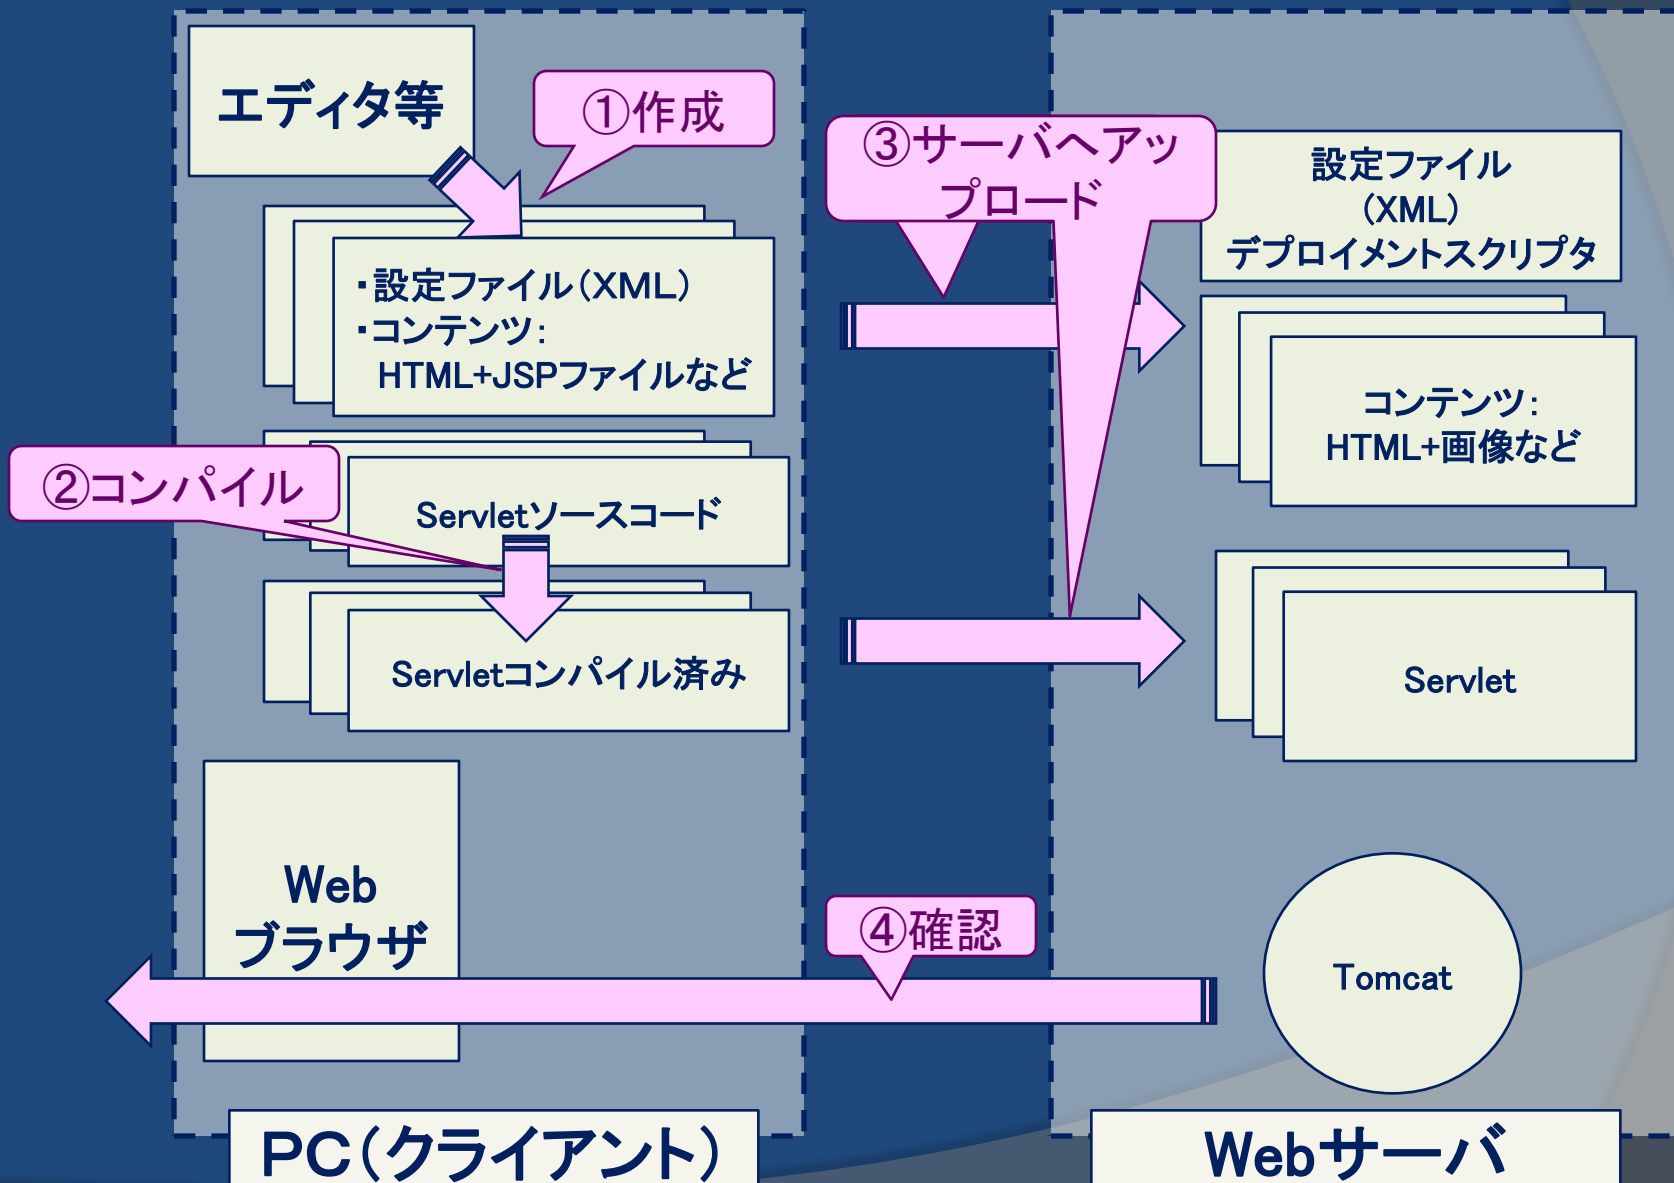 エディタ等
①作成
・設定ファイル（XML）
・コンテンツ：
HTML+JSPファイルなど
②コンパイル
Servletソースコード
Servletコンパイル済み
Web
ブラウザ
PC（クライアント）
③サーバへアッ
プロード
④確認
設定ファイル
（XML）
デプロイメントスクリプタ
コンテンツ：
HTML+画像など
Servlet
Tomcat
Webサーバ